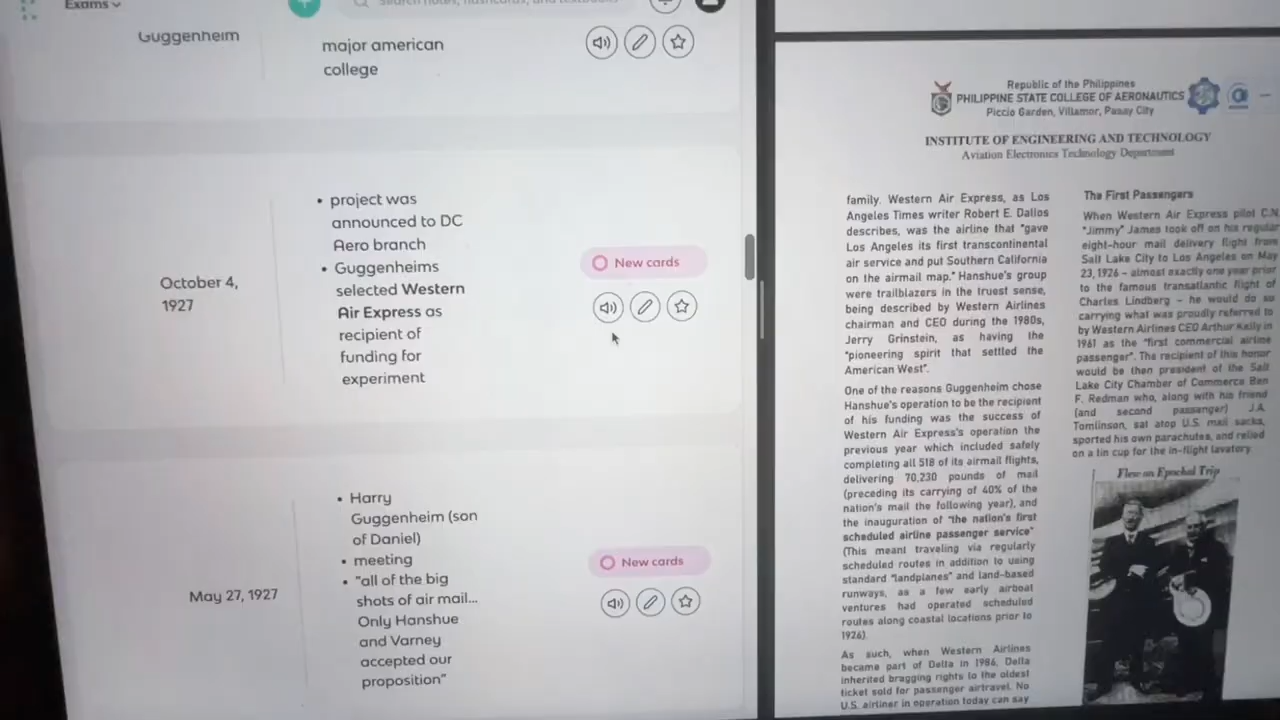 Exams
Search notes, flashcards, and textbooks
Guggenheim
major american
college
October 4,
1927
• project was
announced to DC
Aero branch
• Guggenheims
selected Western
Air Express as
recipient of
funding for
experiment
New cards
May 27, 1927
• Harry
Guggenheim (son
of Daniel)
• meeting
• "all of the big
shots of air mail...
Only Hanshue
and Varney
accepted our
proposition"
New cards
Republic of the Philippines
PHILIPPINE STATE COLLEGE OF AERONAUTICS
Piccio Garden, Villamor, Pasay City
INSTITUTE OF ENGINEERING AND TECHNOLOGY
Aviation Electronics Technology Department
family. Western Air Express, as Los
Angeles Times writer Robert E. Dallos
describes, was the airline that "gave
Los Angeles its first transcontinental
air service and put Southern California
on the airmail map." Hanshue's group
were trailblazers in the truest sense,
being described by Western Airlines
chairman and CEO during the 1980s,
Jerry Grinstein, as having the
"pioneering spirit that settled the
American West".
One of the reasons Guggenheim chose
Hanshue's operation to be the recipient
of his funding was the success of
Western Air Express's operation the
previous year which included safely
completing all 518 of its airmail flights,
delivering 70,230 pounds of mail
(preceding its carrying of 40% of the
nation's mail the following year), and
the inauguration of "the nation's first
scheduled airline passenger service"
(This meant traveling via regularly
scheduled routes in addition to using
standard "landplanes" and land-based
runways, as a few early airboat
ventures had operated scheduled
routes along coastal locations prior to
1926).
As such, when Western Airlines
became part of Delta in 1986, Delta
inherited bragging rights to the oldest
ticket sold for passenger airtravel. No
U.S. airliner in operation today can say
The First Passengers
When Western Air Express pilot C.N.
"Jimmy" James took off on his regular
eight-hour mail delivery flight from
Salt Lake City to Los Angeles on May
23, 1926 – almost exactly one year prior
to the famous transatlantic flight of
Charles Lindberg – he would do so
carrying what was proudly referred to
by Western Airlines CEO Arthur Kelly in
1961 as the "first commercial airline
passenger". The recipient of this honor
would be then president of the Salt
Lake City Chamber of Commerce Ben
F. Redman who, along with his friend
(and second passenger) J.A.
Tomlinson, sat atop U.S. mail sacks,
sported his own parachutes, and relied
on a tin cup for the in-flight lavatory.
Flew on Epochal Trip